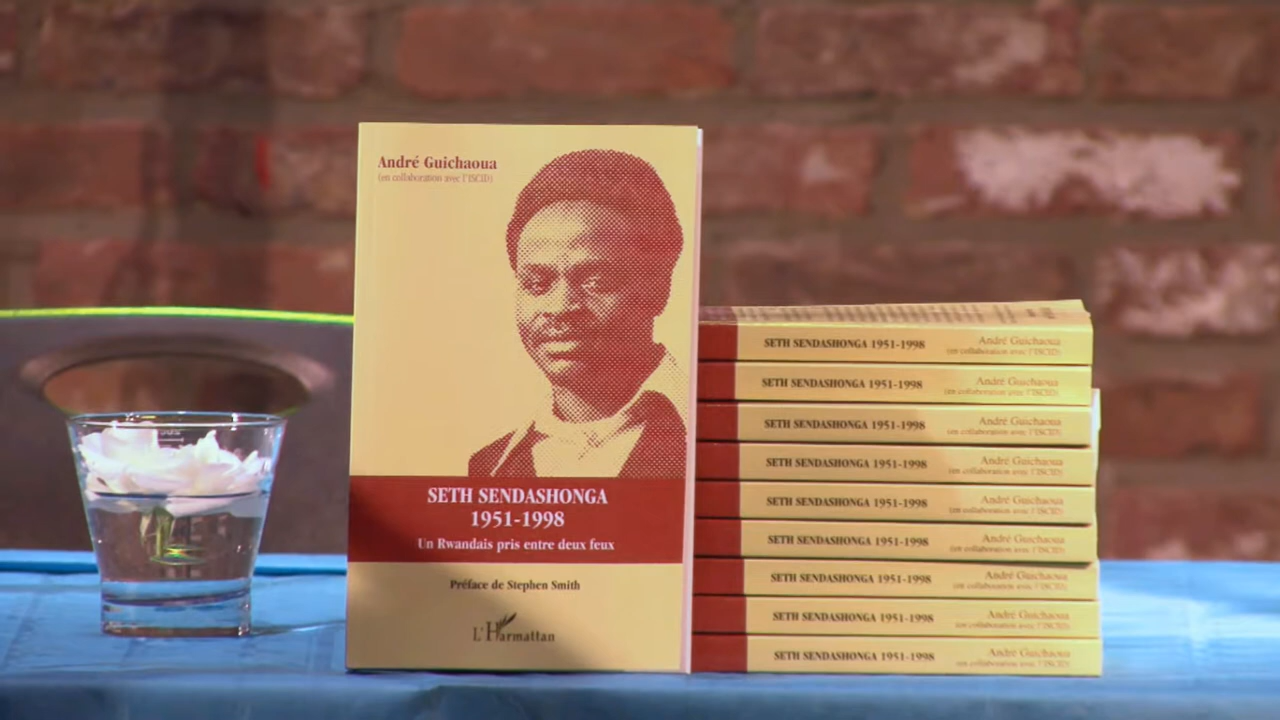 André Guichaoua
(en collaboration avec l'ISCID)
SETH SENDASHONGA
1951-1998
Un Rwandais pris entre deux feux
Préface de Stephen Smith
L'Harmattan
SETH SENDASHONGA 1951-1998 André Guichaoua
(en collaboration avec l'ISCID)
SETH SENDASHONGA 1951-1998 André Guichaoua
(en collaboration avec l'ISCID)
SETH SENDASHONGA 1951-1998 André Guichaoua
(en collaboration avec l'ISCID)
SETH SENDASHONGA 1951-1998 André Guichaoua
(en collaboration avec l'ISCID)
SETH SENDASHONGA 1951-1998 André Guichaoua
(en collaboration avec l'ISCID)
SETH SENDASHONGA 1951-1998 André Guichaoua
(en collaboration avec l'ISCID)
SETH SENDASHONGA 1951-1998 André Guichaoua
(en collaboration avec l'ISCID)
SETH SENDASHONGA 1951-1998 André Guichaoua
(en collaboration avec l'ISCID)
SETH SENDASHONGA 1951-1998 André Guichaoua
(en collaboration avec l'ISCID)